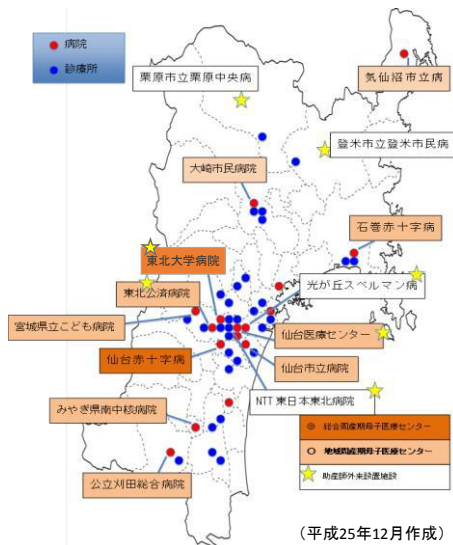 病院
診療所
栗原市立栗原中央病
気仙沼市立病
登米市立登米市民病
大崎市民病院
石巻赤十字病
東北大学病院
光が丘スペルマン病
東北公済病院
宮城県立こども病院
仙台医療センター
仙台赤十字病
仙台市立病院
NTT東日本東北病院
みやぎ県南中核病院
総合周産期母子医療センター
地域周産期母子医療センター
助産師外来設置施設
公立刈田総合病院
(平成25年12月作成)